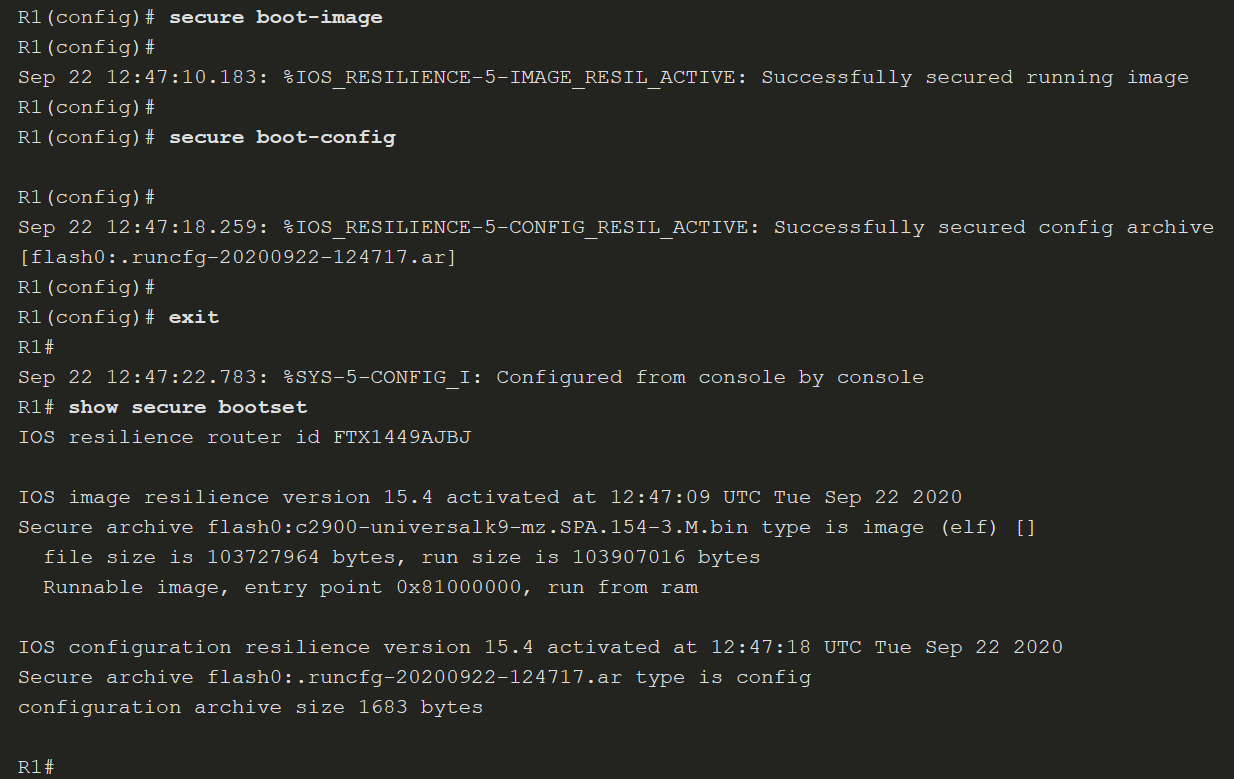 R1(config)# secure boot-image
R1(config)#
Sep 22 12:47:10.183: %IOS_RESILIENCE-5-IMAGE_RESIL_ACTIVE: Successfully secured running image
R1(config)#
R1(config)# secure boot-config
R1(config)#
Sep 22 12:47:18.259: %IOS_RESILIENCE-5-CONFIG_RESIL_ACTIVE: Successfully secured config archive
[flash0:.runcfg-20200922-124717.ar]
R1(config)#
R1(config)# exit
R1#
Sep 22 12:47:22.783: %SYS-5-CONFIG_I: Configured from console by console
R1# show secure bootset
IOS resilience router id FTX1449AJBJ
IOS image resilience version 15.4 activated at 12:47:09 UTC Tue Sep 22 2020
Secure archive flash0:c2900-universalk9-mz.SPA.154-3.M.bin type is image (elf) []
file size is 103727964 bytes, run size is 103907016 bytes
Runnable image, entry point 0x81000000, run from ram
IOS configuration resilience version 15.4 activated at 12:47:18 UTC Tue Sep 22 2020
Secure archive flash0:.runcfg-20200922-124717.ar type is config
configuration archive size 1683 bytes
R1#